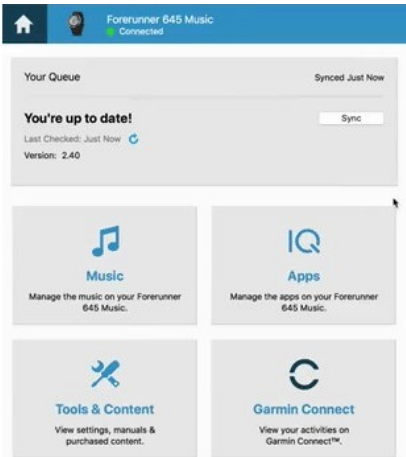 Forerunner 645 Music
Connected
Your Queue
Synced Just Now
You're up to date!
Sync
Last Checked: Just Now
Version: 2.40
Music
Manage the music on your Forerunner
645 Music.
IQ
Apps
Manage the apps on your Forerunner
645 Music.
Tools & Content
View settings, manuals &
purchased content.
Garmin Connect
View your activities on
Garmin Connect™.